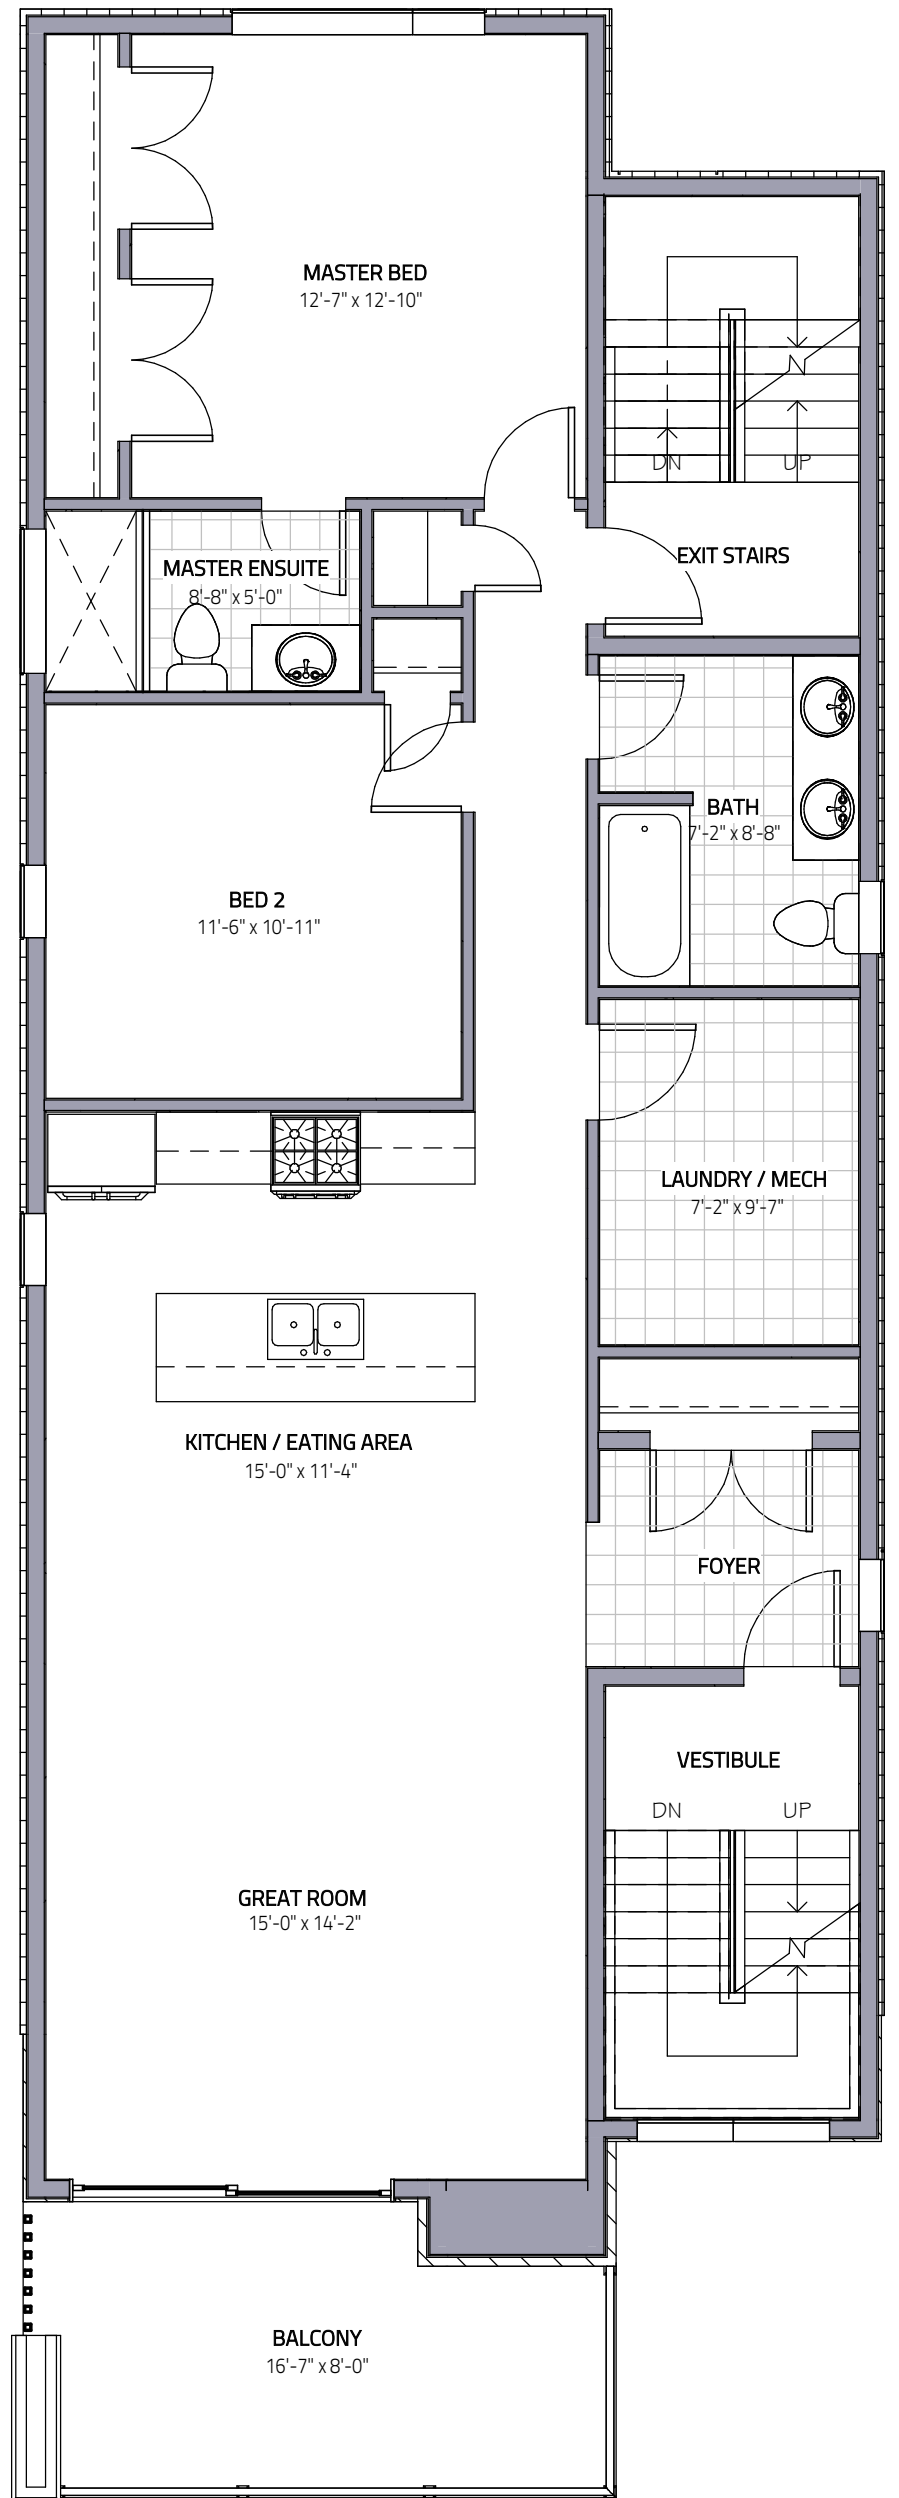 MASTER BED
12'-7" x 12'-10"
DN
UP
EXIT STAIRS
MASTER ENSUITE
8'-8" x 5'-0"
BATH
7'-2" x 8'-8"
BED 2
11'-6" x 10'-11"
LAUNDRY / MECH
7'-2" x 9'-7"
KITCHEN / EATING AREA
15'-0" x 11'-4"
FOYER
VESTIBULE
DN
UP
GREAT ROOM
15'-0" x 14'-2"
BALCONY
16'-7" x 8'-0"